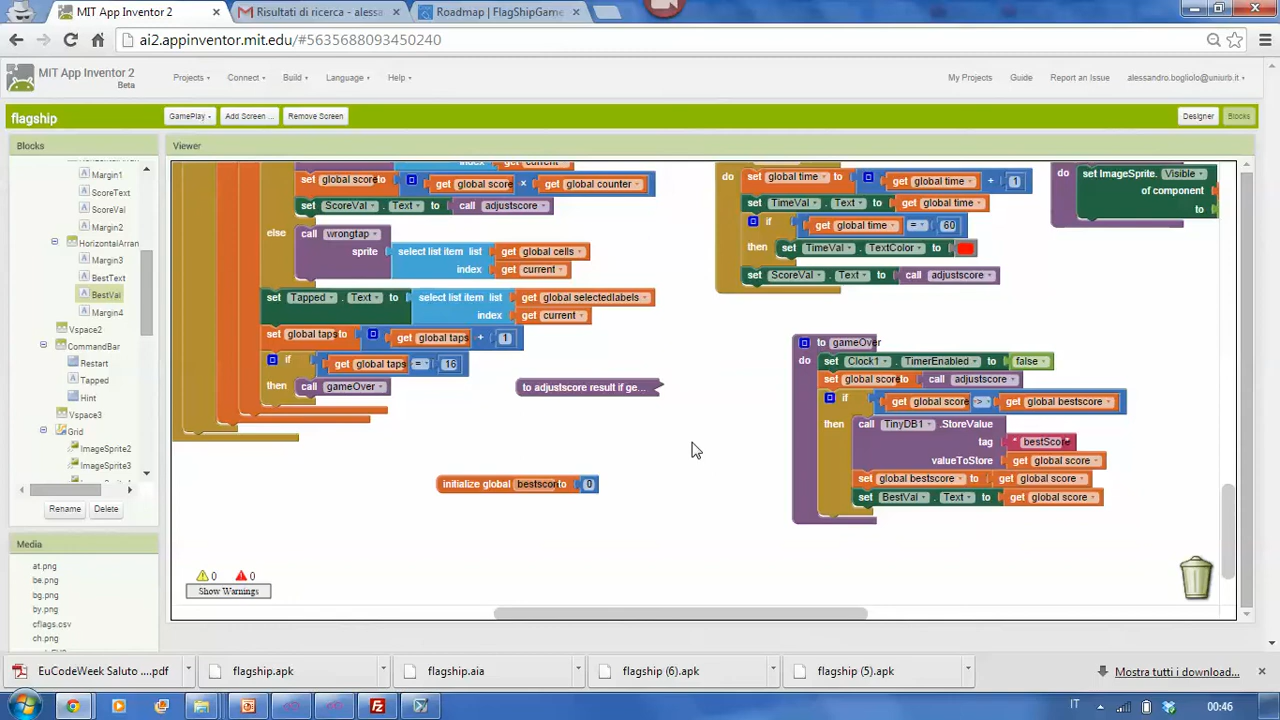 MIT App Inventor 2
Risultati di ricerca - alessa
Roadmap | FlagShipGame
ai2.appinventor.mit.edu/#5635688093450240
MIT App Inventor 2
Beta
Projects
Connect
Build
Language
Help
My Projects
Guide
Report an Issue
alessandro.bogliolo@uniurb.it
flagship
GamePlay
Add Screen ...
Remove Screen
Designer
Blocks
Blocks
Viewer
Margin1
ScoreText
ScoreVal
Margin2
HorizontalArran
Margin3
BestText
BestVal
Margin4
Vspace2
CommandBar
Restart
Tapped
Hint
Vspace3
Grid
ImageSprite2
ImageSprite3
Rename
Delete
Media
at.png
be.png
bg.png
by.png
cflags.csv
ch.png
index get current
set global score to get global score × get global counter
set ScoreVal . Text to call adjustscore
else call wrongtap
sprite select list item list get global cells
index get current
set Tapped . Text to select list item list get global selectedlabels
index get current
set global taps to get global taps + 1
if get global taps = 16
then call gameOver
to adjustscore result if ge...
initialize global bestscore to 0
do set global time to get global time + 1
set TimeVal . Text to get global time
if get global time = 60
then set TimeVal . TextColor to
set ScoreVal . Text to call adjustscore
do set ImageSprite. Visible
of component
to
to gameOver
do set Clock1 . TimerEnabled to false
set global score to call adjustscore
if get global score > get global bestscore
then call TinyDB1 .StoreValue
tag " bestScore "
valueToStore get global score
set global bestscore to get global score
set BestVal . Text to get global score
0 0
Show Warnings
EuCodeWeek Saluto ....pdf
flagship.apk
flagship.aia
flagship (6).apk
flagship (5).apk
Mostra tutti i download...
IT
00:46